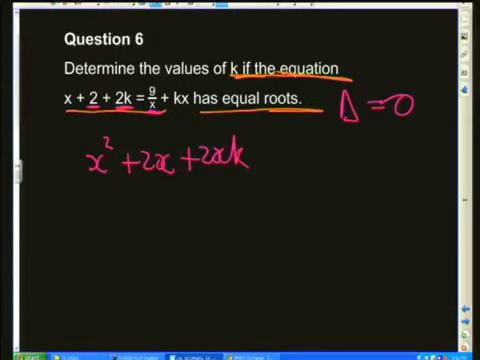 Question 6
Determine the values of k if the equation
x + 2 + 2k = 9/x + kx has equal roots.
Δ = 0
x² + 2x + 2xk
start